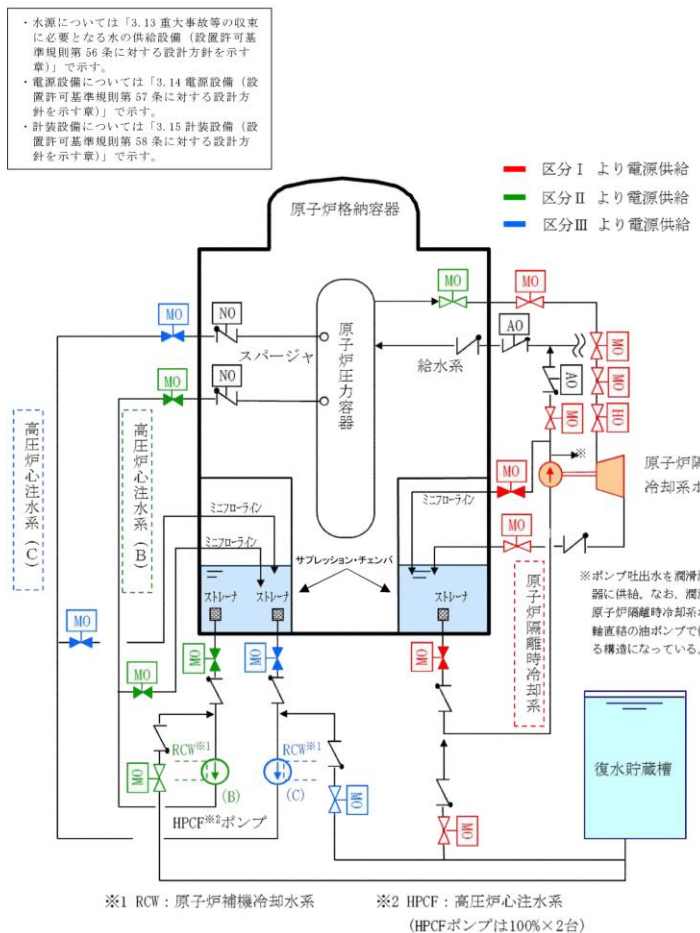 ・水源については「3.13 重大事故等の収束
に必要となる水の供給設備（設置許可基
準規則第 56 条に対する設計方針を示す
章）」で示す。
・電源設備については「3.14 電源設備（設
置許可基準規則第 57 条に対する設計方
針を示す章）」で示す。
・計装設備については「3.15 計装設備（設
置許可基準規則第 58 条に対する設計方
針を示す章）」で示す。
区分Ⅰ より電源供給
区分Ⅱ より電源供給
区分Ⅲ より電源供給
原子炉格納容器
MO
MO
MO
NO
スパージャ
原子炉圧力容器
AO
給水系
MO
MO
HO
AO
MO
MO
NO
高圧炉心注水系（C）
高圧炉心注水系（B）
※
原子炉隔
冷却系ポ
ミニフローライン
MO
ミニフローライン
MO
サプレッション・チェンバ
ストレーナ
ストレーナ
ストレーナ
原子炉隔離時冷却系
※ポンプ吐出水を潤滑
器に供給。なお、潤
原子炉隔離時冷却系
軸直結の油ポンプで
る構造になっている。
MO
MO
MO
MO
MO
復水貯蔵槽
RCW※1
RCW※1
MO
(B)
(C)
MO
MO
HPCF※2ポンプ
※1 RCW：原子炉補機冷却水系
※2 HPCF：高圧炉心注水系
(HPCFポンプは100%×2台)